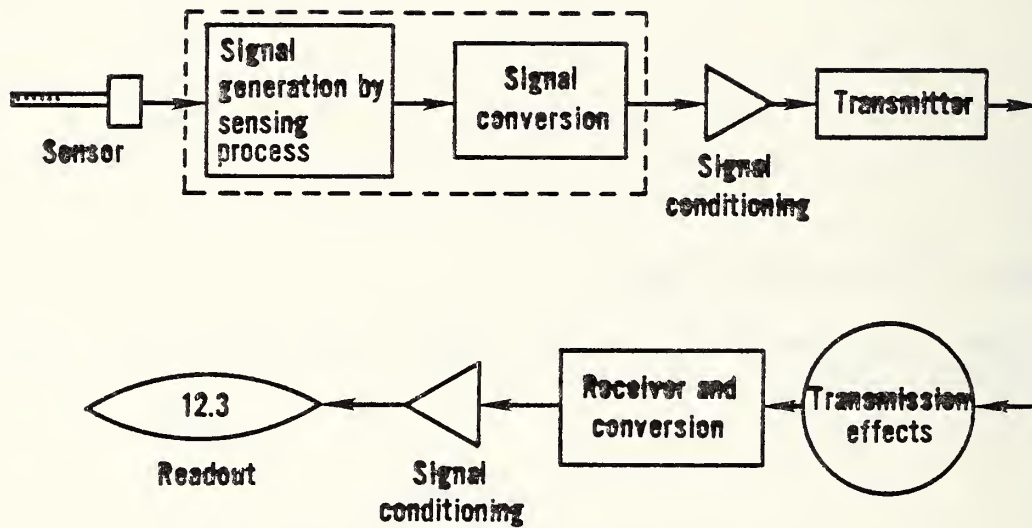 Signal
generation by
sensing
process
Signal
conversion
Transmitter
Sensor
Signal
conditioning
12.3
Receiver and
conversion
Transmission
effects
Readout
Signal
conditioning